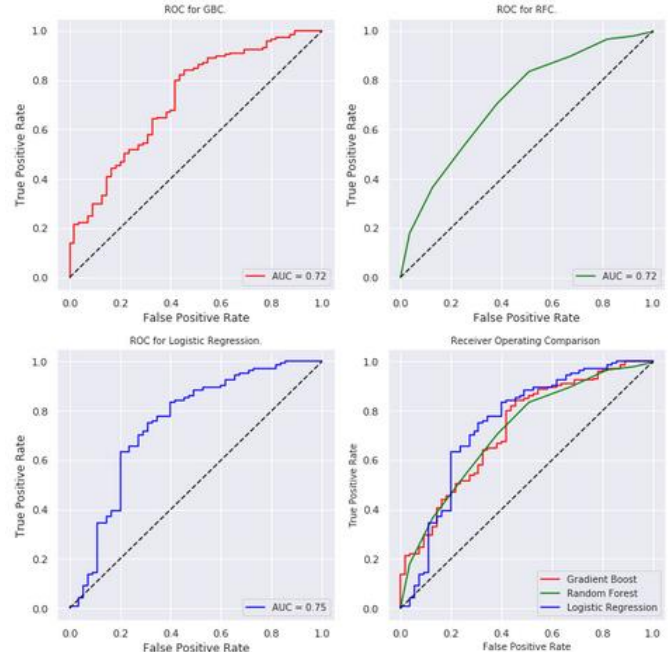 ROC for GBC.
True Positive Rate
1.0
0.8
0.6
0.4
0.2
0.0
AUC = 0.72
0.0 0.2 0.4 0.6 0.8 1.0
False Positive Rate
ROC for RFC.
True Positive Rate
1.0
0.8
0.6
0.4
0.2
0.0
AUC = 0.72
0.0 0.2 0.4 0.6 0.8 1.0
False Positive Rate
ROC for Logistic Regression.
True Positive Rate
1.0
0.8
0.6
0.4
0.2
0.0
AUC = 0.75
0.0 0.2 0.4 0.6 0.8 1.0
False Positive Rate
Receiver Operating Comparison
True Positive Rate
1.0
0.8
0.6
0.4
0.2
0.0
Gradient Boost
Random Forest
Logistic Regression
0.0 0.2 0.4 0.6 0.8 1.0
False Positive Rate